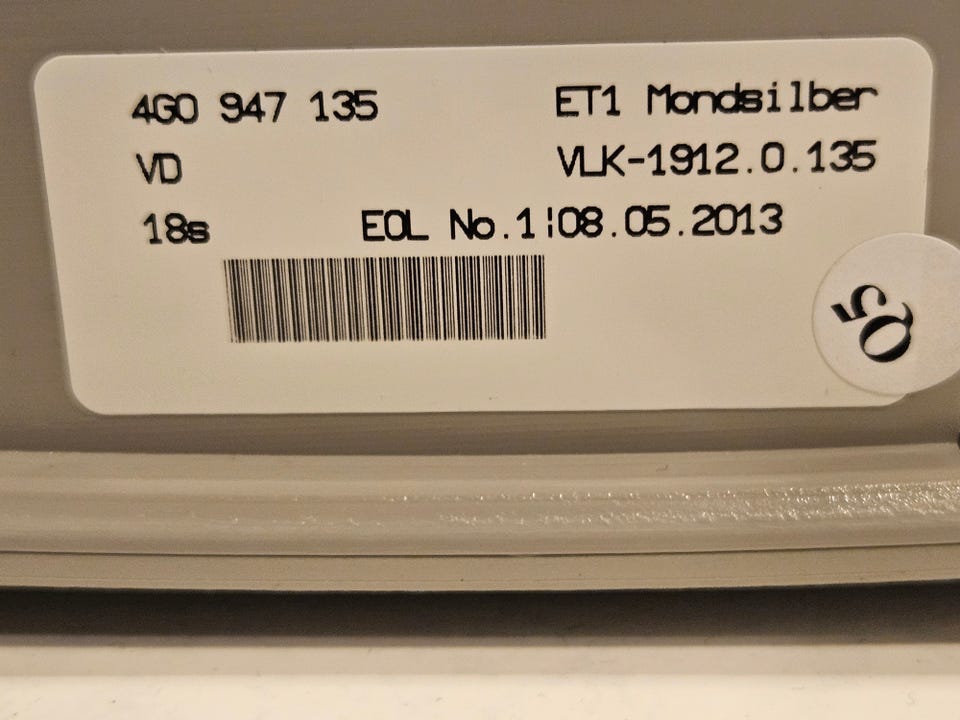 4G0 947 135 ET1 Mondsilber
VD VLK-1912.0.135
18s EOL No.1¦08.05.2013
05